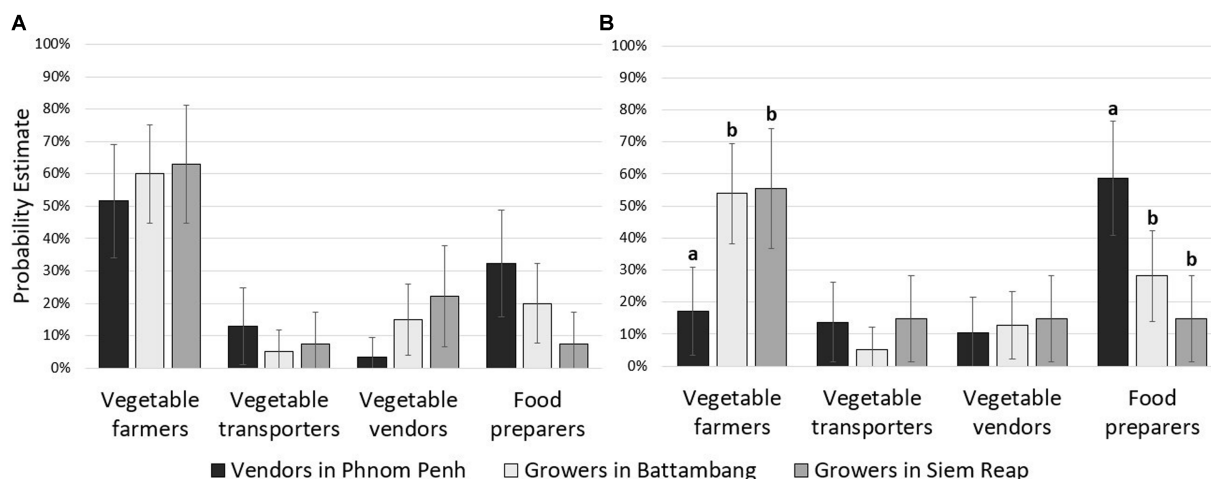 A
B
100%
90%
80%
70%
60%
50%
40%
30%
20%
10%
0%
Probability Estimate
Vegetable farmers
Vegetable transporters
Vegetable vendors
Food preparers
100%
90%
80%
70%
60%
50%
40%
30%
20%
10%
0%
a
b
b
a
b
b
Vegetable farmers
Vegetable transporters
Vegetable vendors
Food preparers
Vendors in Phnom Penh
Growers in Battambang
Growers in Siem Reap